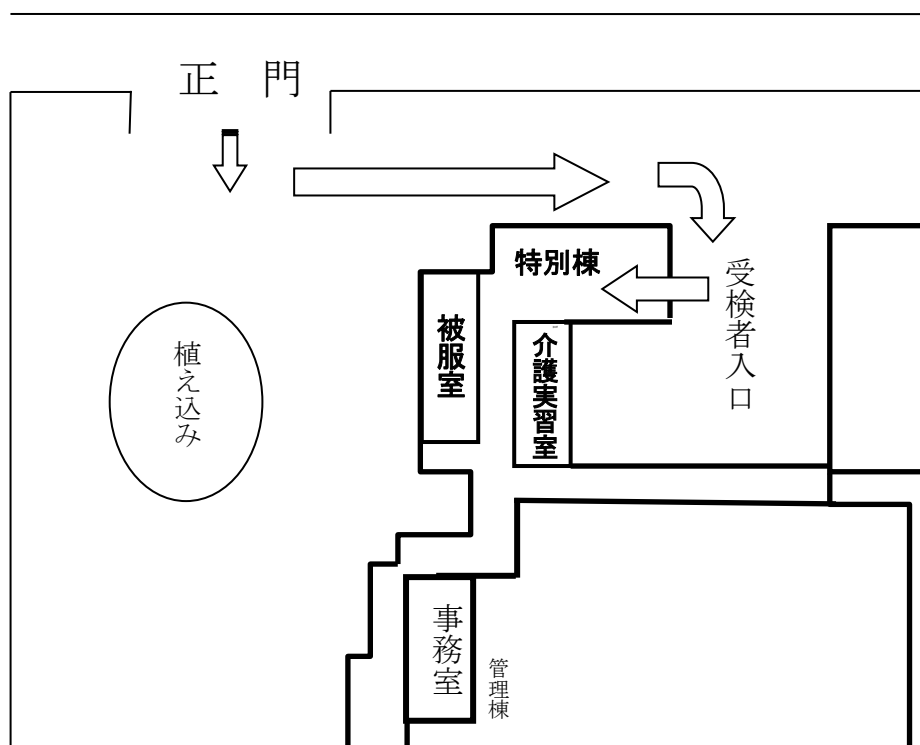 正 門
特別棟
受検者入口
被服室
介護実習室
植え込み
事務室
管理棟